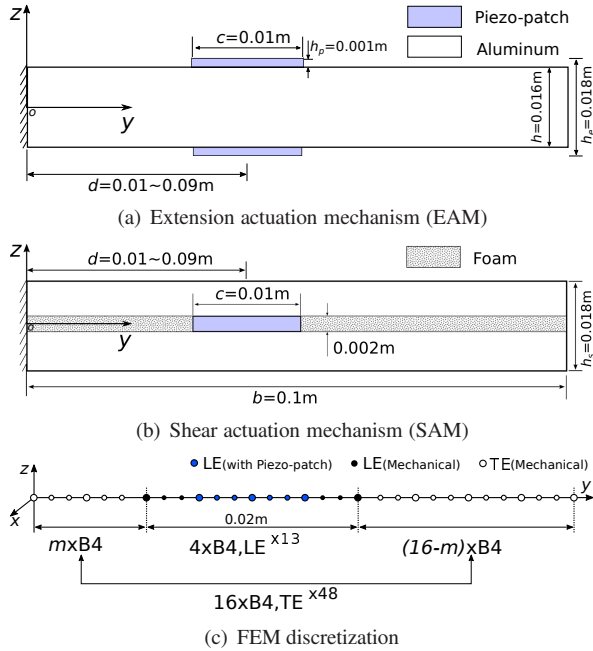 z
Piezo-patch
c=0.01m
hₚ=0.001m
Aluminum
h=0.016m
hₑ=0.018m
o
y
d=0.01~0.09m
(a) Extension actuation mechanism (EAM)
z
d=0.01~0.09m
Foam
c=0.01m
o
y
0.002m
hₛ=0.018m
b=0.1m
(b) Shear actuation mechanism (SAM)
z
LE(with Piezo-patch) LE(Mechanical) TE(Mechanical)
y
x
0.02m
mxB4
4xB4,LE ˣ¹³
(16-m)xB4
16xB4,TE ˣ⁴⁸
(c) FEM discretization